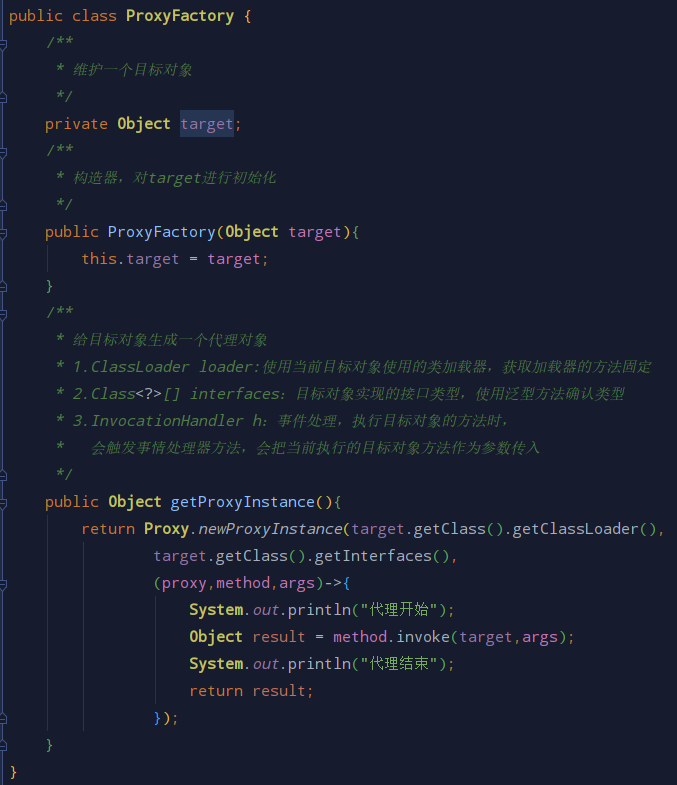 public class ProxyFactory {
/**
* 维护一个目标对象
*/
private Object target;
/**
* 构造器，对target进行初始化
*/
public ProxyFactory(Object target){
this.target = target;
}
/**
* 给目标对象生成一个代理对象
* 1.ClassLoader loader:使用当前目标对象使用的类加载器，获取加载器的方法固定
* 2.Class<?>[] interfaces：目标对象实现的接口类型，使用泛型方法确认类型
* 3.InvocationHandler h：事件处理，执行目标对象的方法时，
* 会触发事情处理器方法，会把当前执行的目标对象方法作为参数传入
*/
public Object getProxyInstance(){
return Proxy.newProxyInstance(target.getClass().getClassLoader(),
target.getClass().getInterfaces(),
(proxy,method,args)->{
System.out.println("代理开始");
Object result = method.invoke(target,args);
System.out.println("代理结束");
return result;
});
}
}